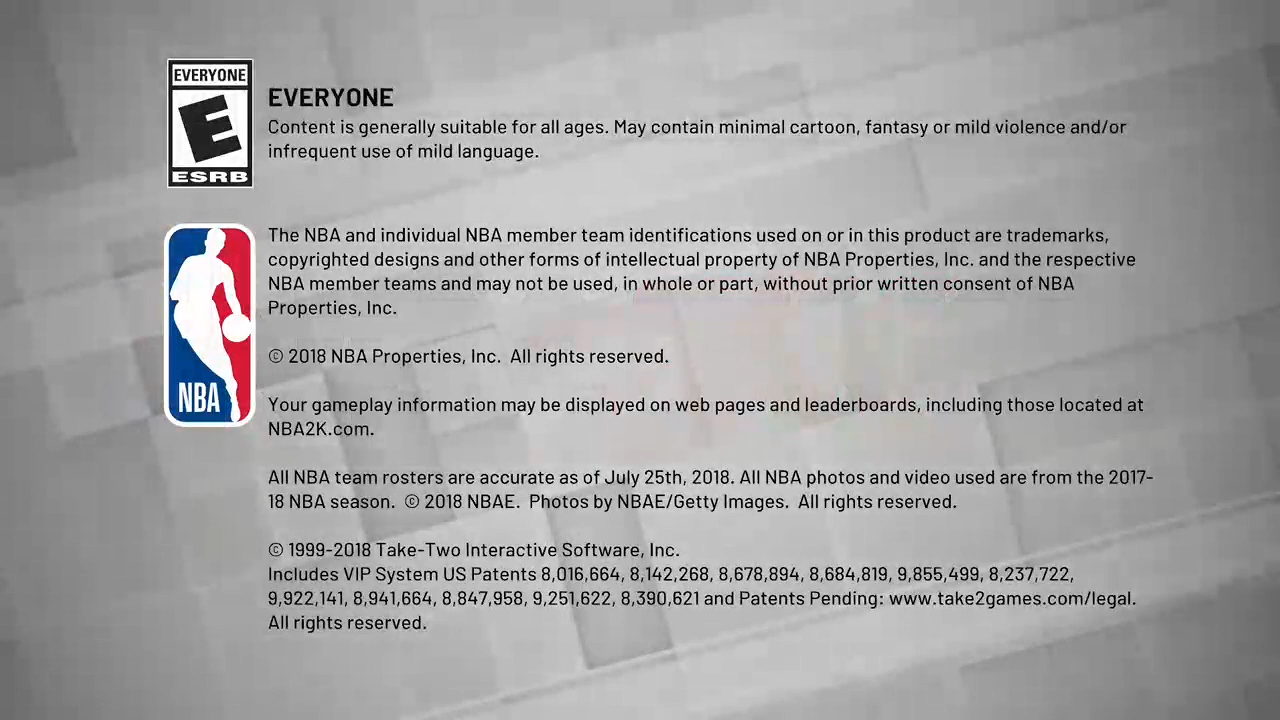 EVERYONE
E
ESRB
EVERYONE
Content is generally suitable for all ages. May contain minimal cartoon, fantasy or mild violence and/or
infrequent use of mild language.
NBA
The NBA and individual NBA member team identifications used on or in this product are trademarks,
copyrighted designs and other forms of intellectual property of NBA Properties, Inc. and the respective
NBA member teams and may not be used, in whole or part, without prior written consent of NBA
Properties, Inc.
© 2018 NBA Properties, Inc.  All rights reserved.
Your gameplay information may be displayed on web pages and leaderboards, including those located at
NBA2K.com.
All NBA team rosters are accurate as of July 25th, 2018. All NBA photos and video used are from the 2017-
18 NBA season.  © 2018 NBAE.  Photos by NBAE/Getty Images.  All rights reserved.
© 1999-2018 Take-Two Interactive Software, Inc.
Includes VIP System US Patents 8,016,664, 8,142,268, 8,678,894, 8,684,819, 9,855,499, 8,237,722,
9,922,141, 8,941,664, 8,847,958, 9,251,622, 8,390,621 and Patents Pending: www.take2games.com/legal.
All rights reserved.